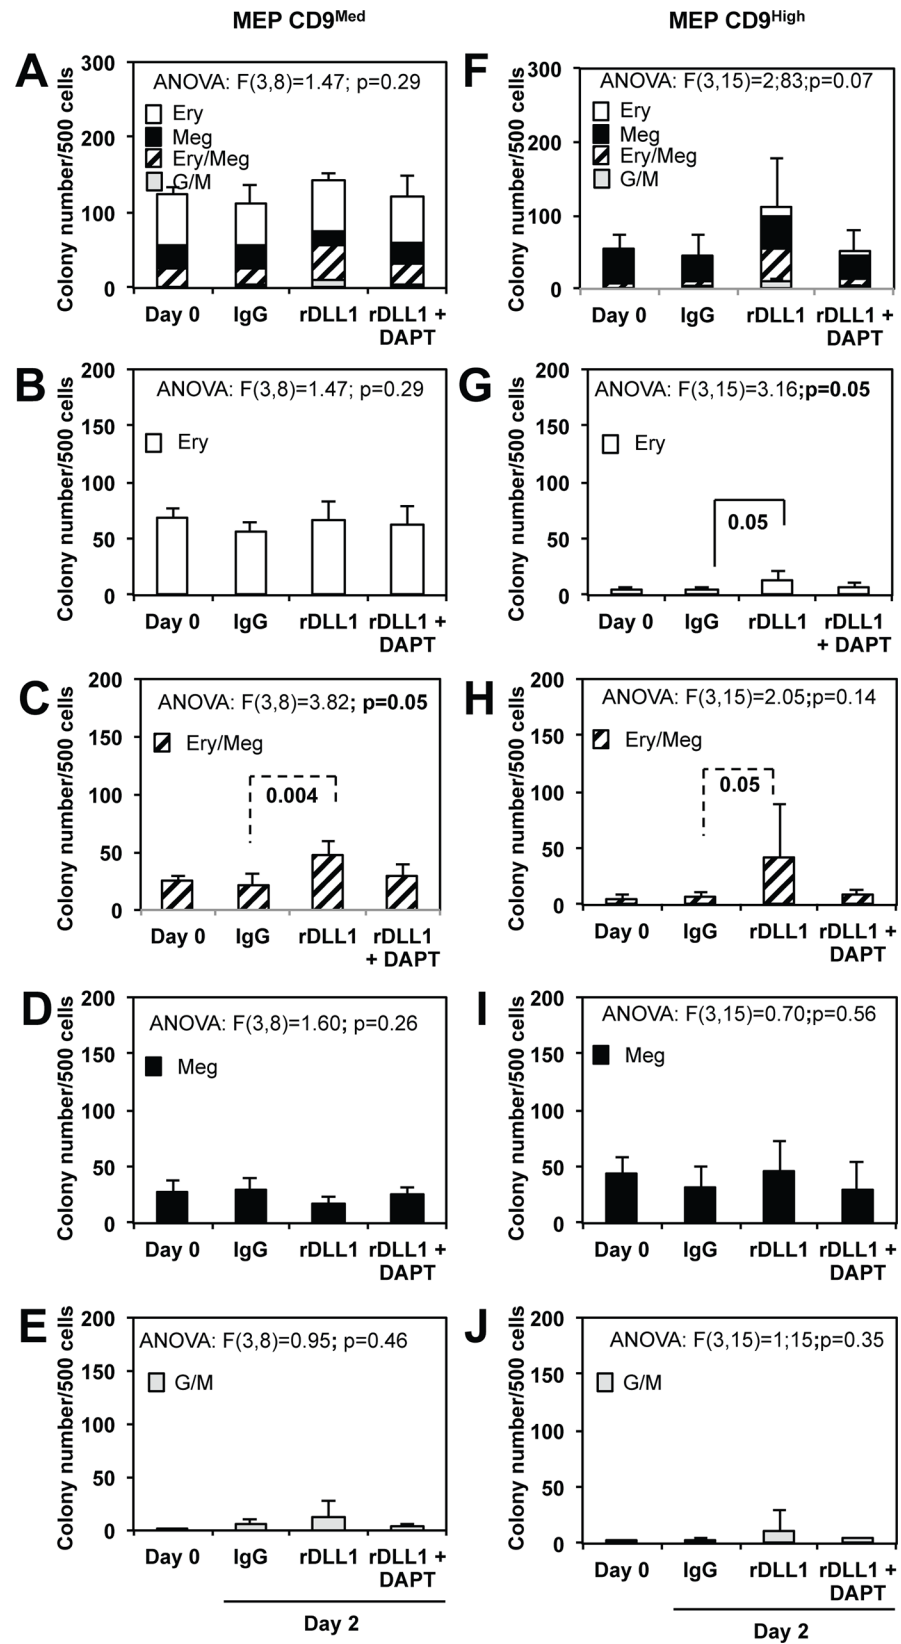 MEP CD9Med
MEP CD9High
A
Colony number/500 cells
300
200
100
0
ANOVA: F(3,8)=1.47; p=0.29
Ery
Meg
Ery/Meg
G/M
Day 0
IgG
rDLL1
rDLL1 +
DAPT
F
Colony number/500 cells
300
200
100
0
ANOVA: F(3,15)=2;83;p=0.07
Ery
Meg
Ery/Meg
G/M
Day 0
IgG
rDLL1
rDLL1 +
DAPT
B
Colony number/500 cells
200
150
100
50
0
ANOVA: F(3,8)=1.47; p=0.29
Ery
Day 0
IgG
rDLL1
rDLL1 +
DAPT
G
Colony number/500 cells
200
150
100
50
0
ANOVA: F(3,15)=3.16;p=0.05
Ery
0.05
Day 0
IgG
rDLL1
rDLL1
+ DAPT
C
Colony number/500 cells
200
150
100
50
0
ANOVA: F(3,8)=3.82; p=0.05
Ery/Meg
0.004
Day 0
IgG
rDLL1
rDLL1
+ DAPT
H
Colony number/500 cells
200
150
100
50
0
ANOVA: F(3,15)=2.05;p=0.14
Ery/Meg
0.05
Day 0
IgG
rDLL1
rDLL1 +
DAPT
D
Colony number/500 cells
200
150
100
50
0
ANOVA: F(3,8)=1.60; p=0.26
Meg
Day 0
IgG
rDLL1
rDLL1 +
DAPT
I
Colony number/500 cells
200
150
100
50
0
ANOVA: F(3,15)=0.70;p=0.56
Meg
Day 0
IgG
rDLL1
rDLL1 +
DAPT
E
Colony number/500 cells
200
150
100
50
0
ANOVA: F(3,8)=0.95; p=0.46
G/M
Day 0
IgG
rDLL1
rDLL1 +
DAPT
Day 2
J
Colony number/500 cells
200
150
100
50
0
ANOVA: F(3,15)=1;15;p=0.35
G/M
Day 0
IgG
rDLL1
rDLL1 +
DAPT
Day 2